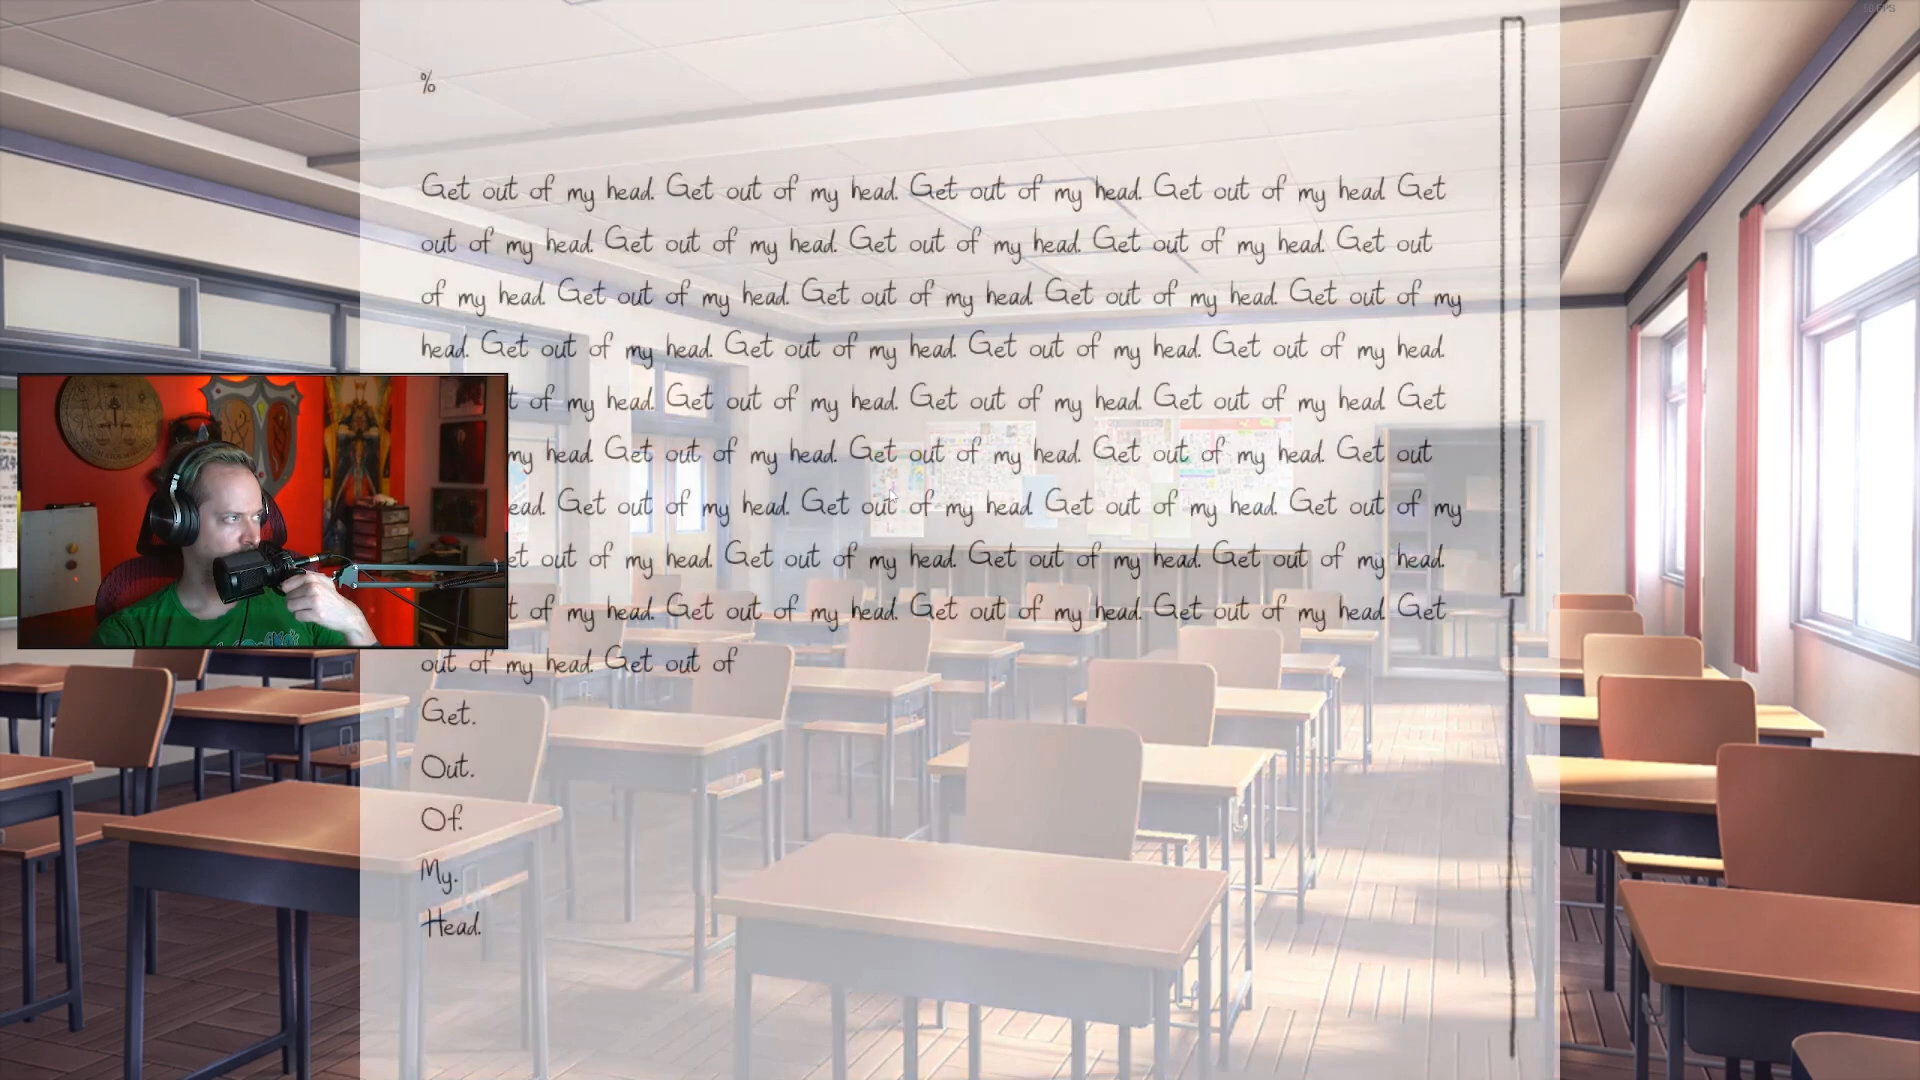 %
Get out of my head. Get out of my head. Get out of my head. Get out of my head. Get
out of my head. Get out of my head. Get out of my head. Get out of my head. Get out
of my head. Get out of my head. Get out of my head. Get out of my head. Get out of my
head. Get out of my head. Get out of my head. Get out of my head. Get out of my head.
of my head. Get out of my head. Get out of my head. Get out of my head. Get
my head. Get out of my head. Get out of my head. Get out of my head. Get out
Get out of my head. Get out of my head. Get out of my head. Get out of my
out of my head. Get out of my head. Get out of my head. Get out of my head.
of my head. Get out of my head. Get out of my head. Get out of my head. Get
out of my head. Get out of
Get.
Out.
Of.
My.
Head.